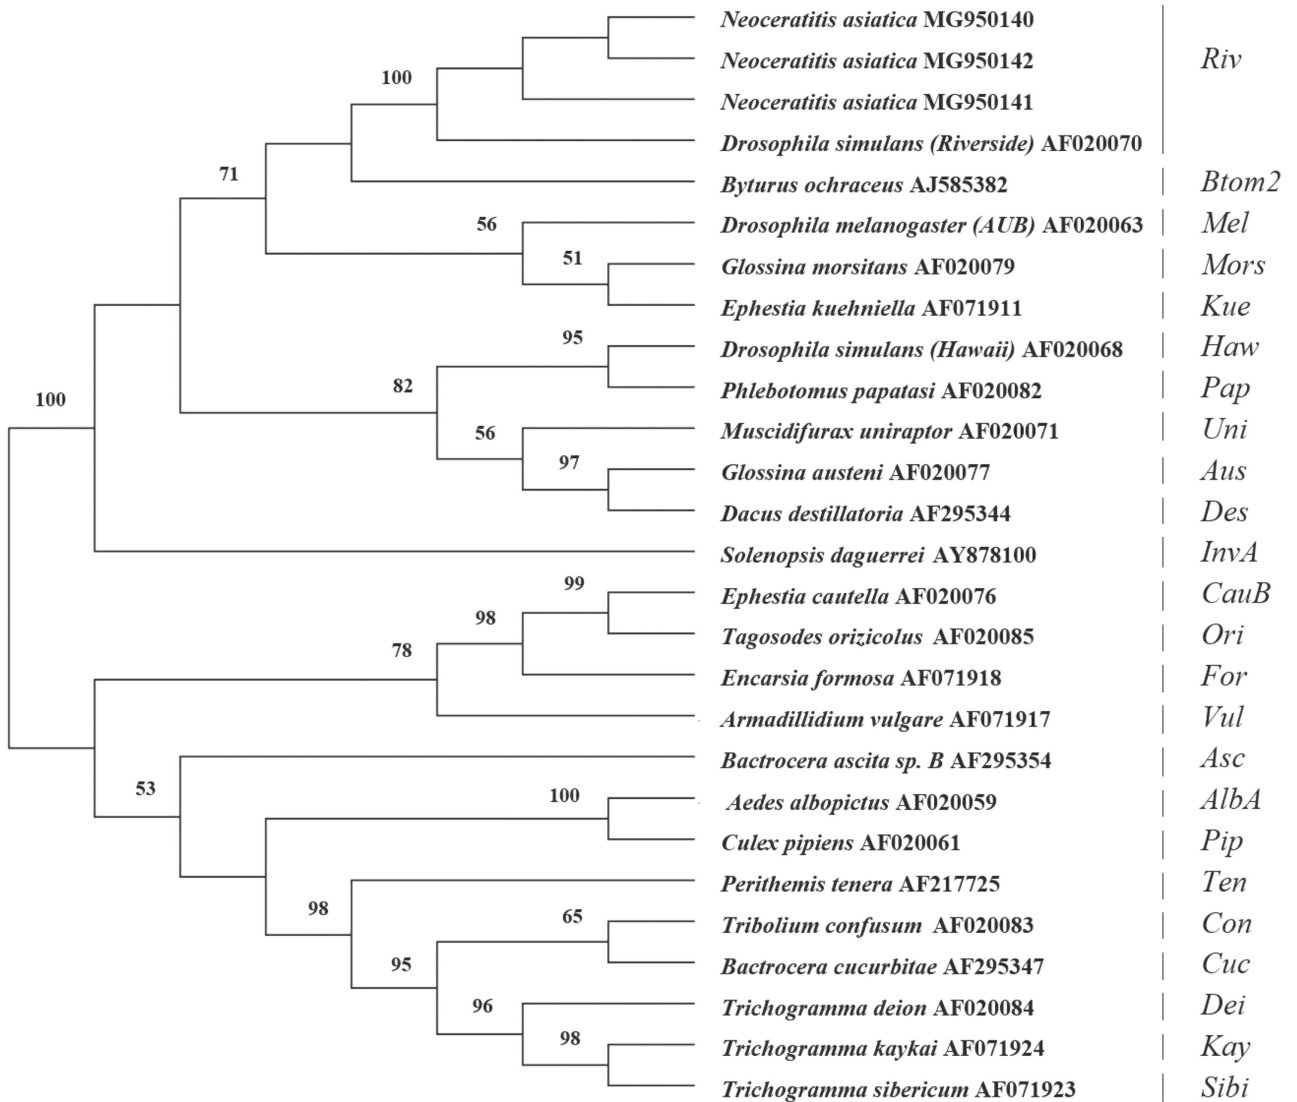 Neoceratitis asiatica MG950140
Neoceratitis asiatica MG950142
Riv
100
Neoceratitis asiatica MG950141
Drosophila simulans (Riverside) AF020070
71
Byturus ochraceus AJ585382 Btom2
56
Drosophila melanogaster (AUB) AF020063 Mel
51
Glossina morsitans AF020079 Mors
Ephestia kuehniella AF071911 Kue
95
Drosophila simulans (Hawaii) AF020068 Haw
82
Phlebotomus papatasi AF020082 Pap
100
56
Muscidifurax uniraptor AF020071 Uni
97
Glossina austeni AF020077 Aus
Dacus destillatoria AF295344 Des
Solenopsis daguerrei AY878100 InvA
99
Ephestia cautella AF020076 CauB
98
Tagosodes orizicolus AF020085 Ori
78
Encarsia formosa AF071918 For
Armadillidium vulgare AF071917 Vul
Bactrocera ascita sp. B AF295354 Asc
53
100
Aedes albopictus AF020059 AlbA
Culex pipiens AF020061 Pip
Perithemis tenera AF217725 Ten
98
65
Tribolium confusum AF020083 Con
95
Bactrocera cucurbitae AF295347 Cuc
96
Trichogramma deion AF020084 Dei
98
Trichogramma kaykai AF071924 Kay
Trichogramma sibericum AF071923 Sibi